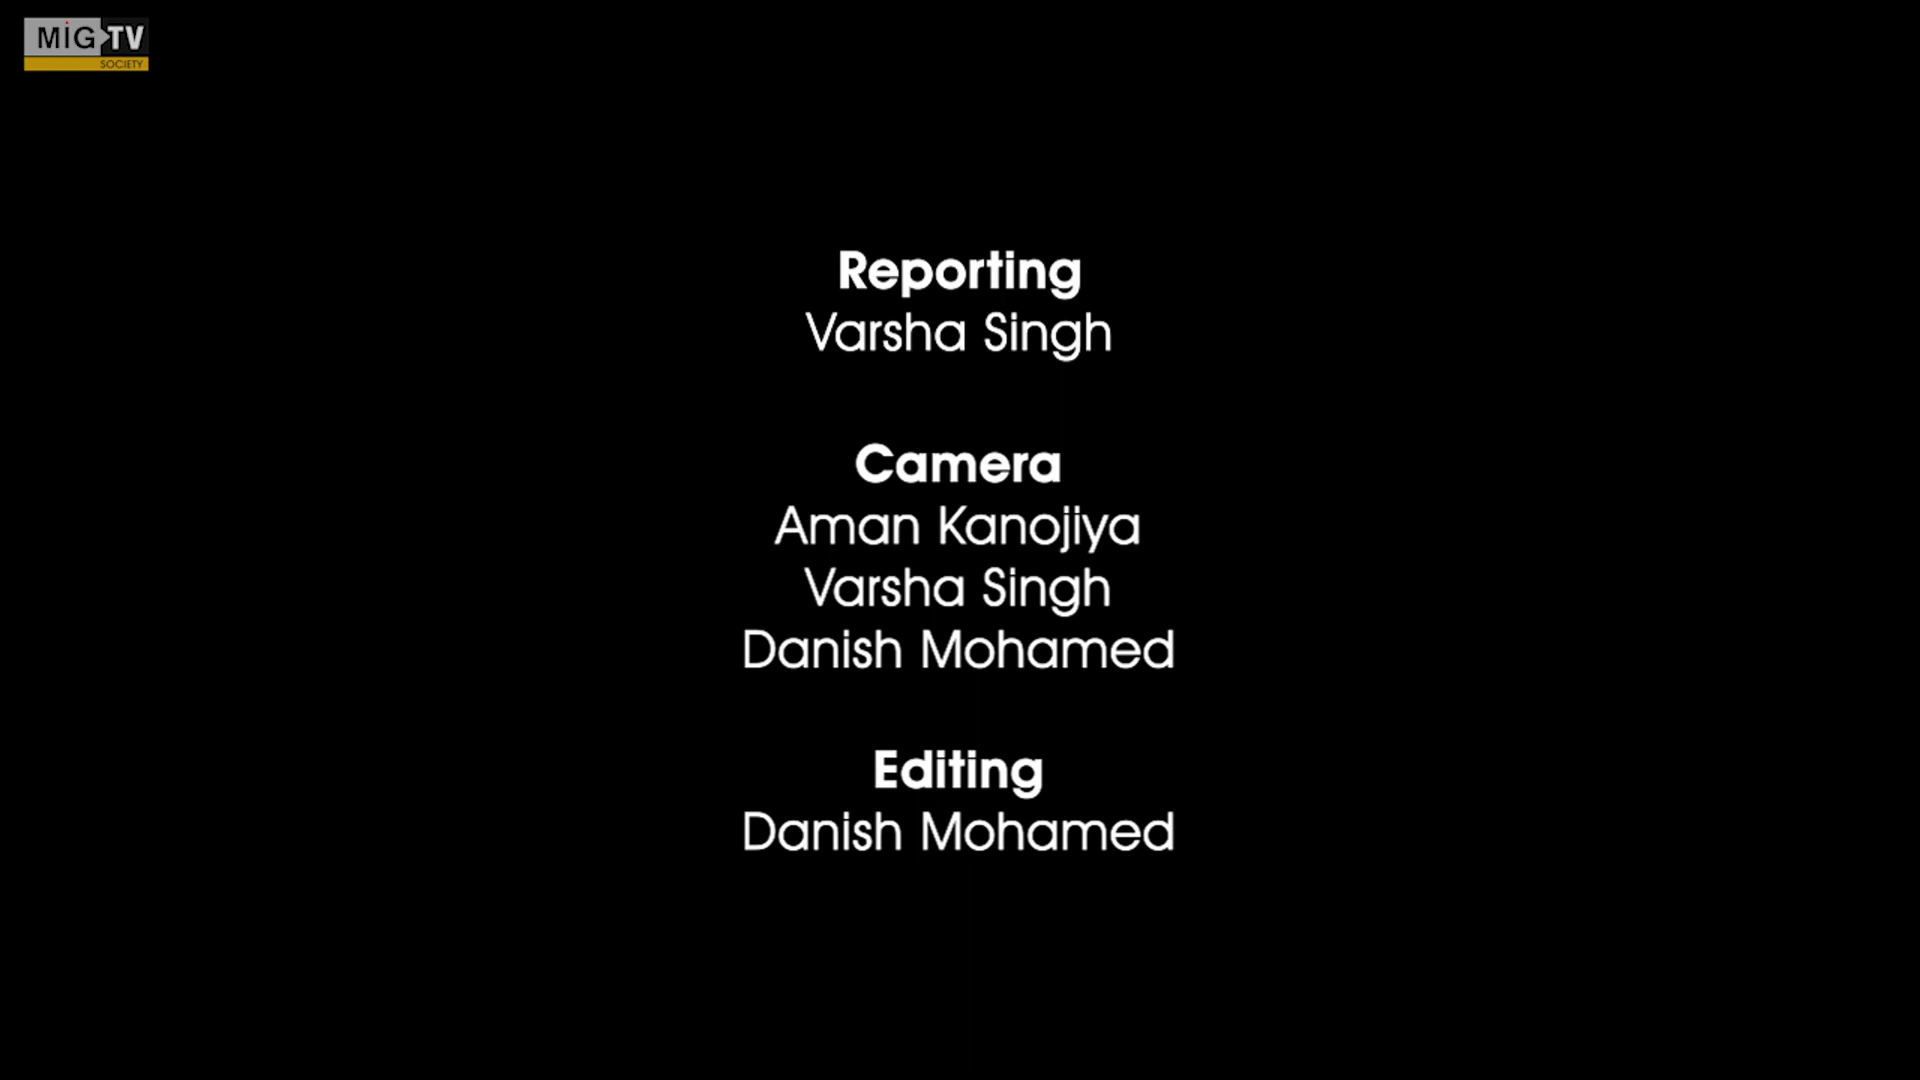 MiG TV
SOCIETY
Reporting
Varsha Singh
Camera
Aman Kanojiya
Varsha Singh
Danish Mohamed
Editing
Danish Mohamed